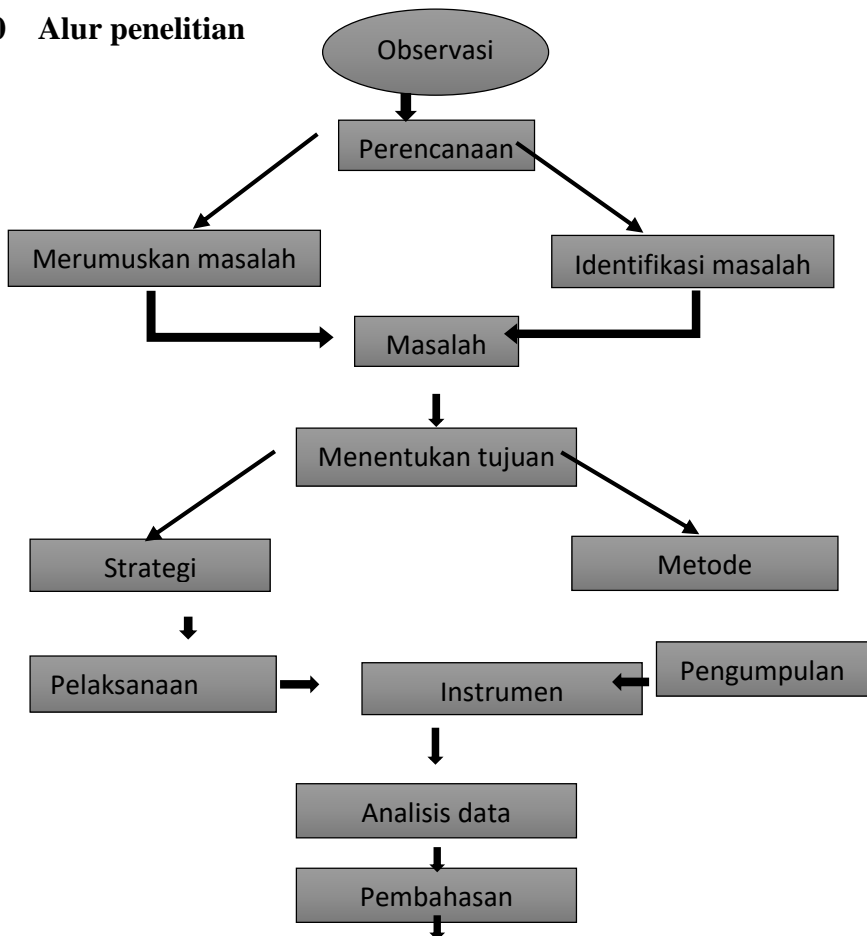 0 Alur penelitian
Observasi
Perencanaan
Merumuskan masalah
Identifikasi masalah
Masalah
Menentukan tujuan
Strategi
Metode
Pelaksanaan
Instrumen
Pengumpulan
Analisis data
Pembahasan